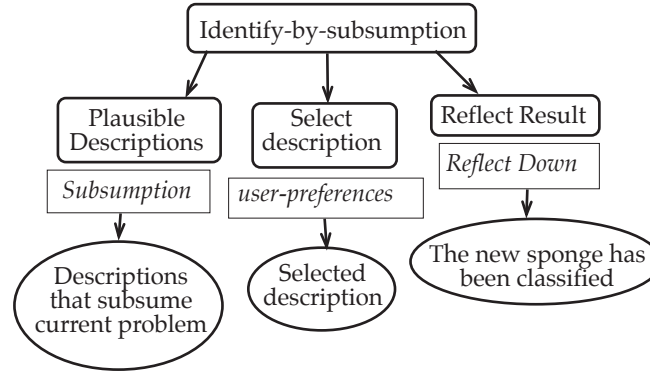 Identify-by-subsumption
Plausible
Descriptions
Select
description
Reflect Result
Subsumption
user-preferences
Reflect Down
Descriptions
that subsume
current problem
Selected
description
The new sponge has
been classified